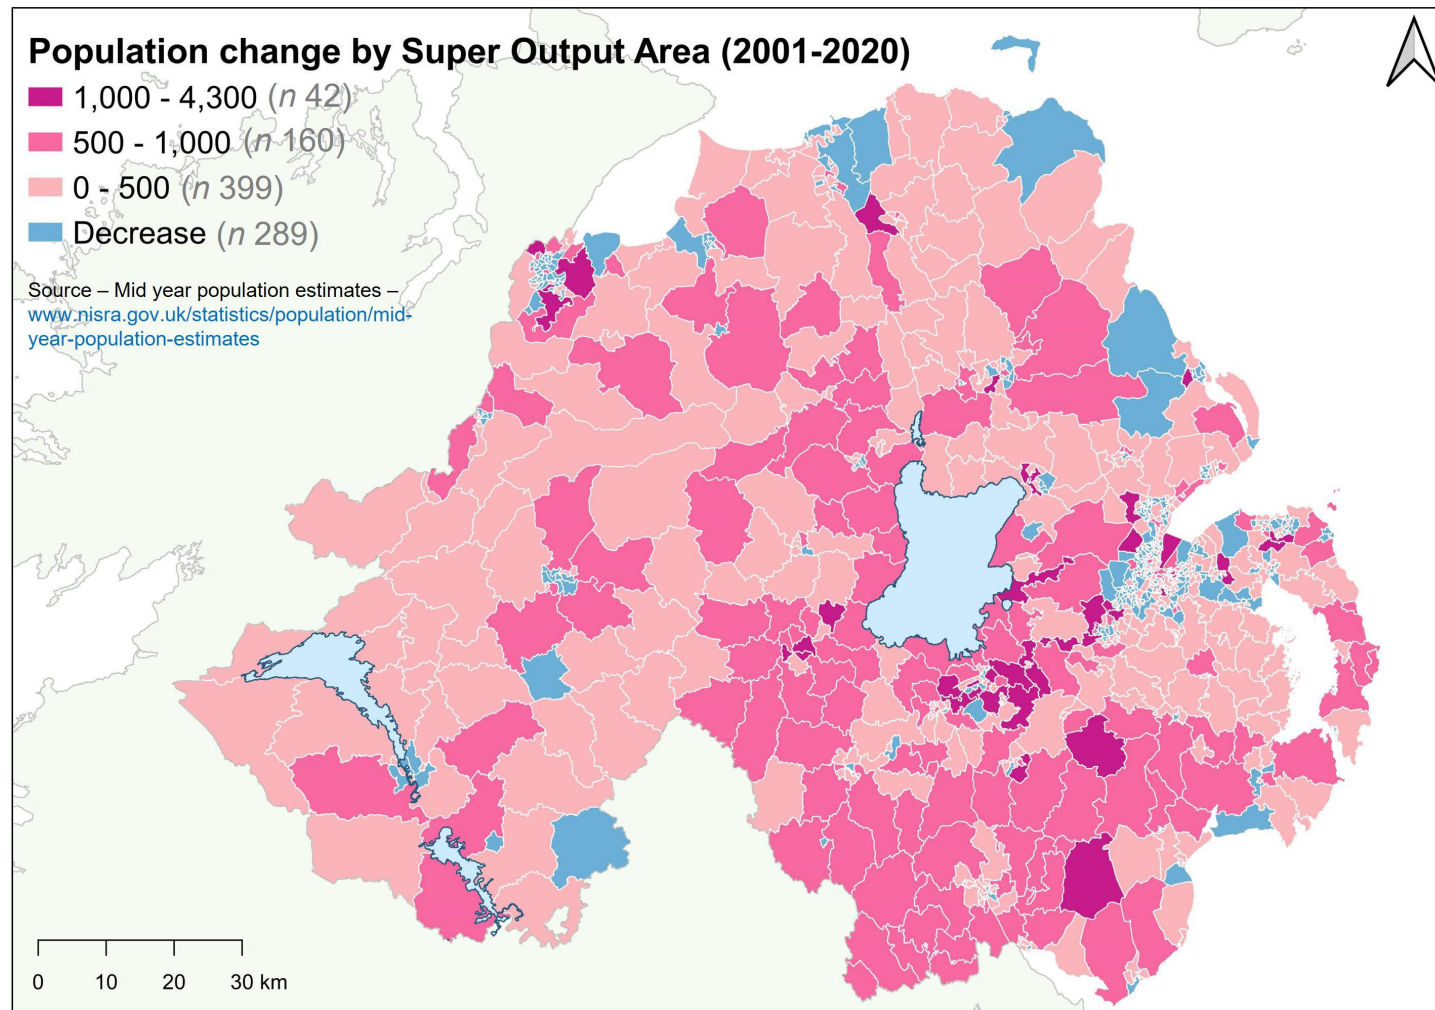 Population change by Super Output Area (2001-2020)
1,000 - 4,300 (n 42)
500 - 1,000 (n 160)
0 - 500 (n 399)
Decrease (n 289)
Source – Mid year population estimates –
www.nisra.gov.uk/statistics/population/mid-
year-population-estimates
0 10 20 30 km